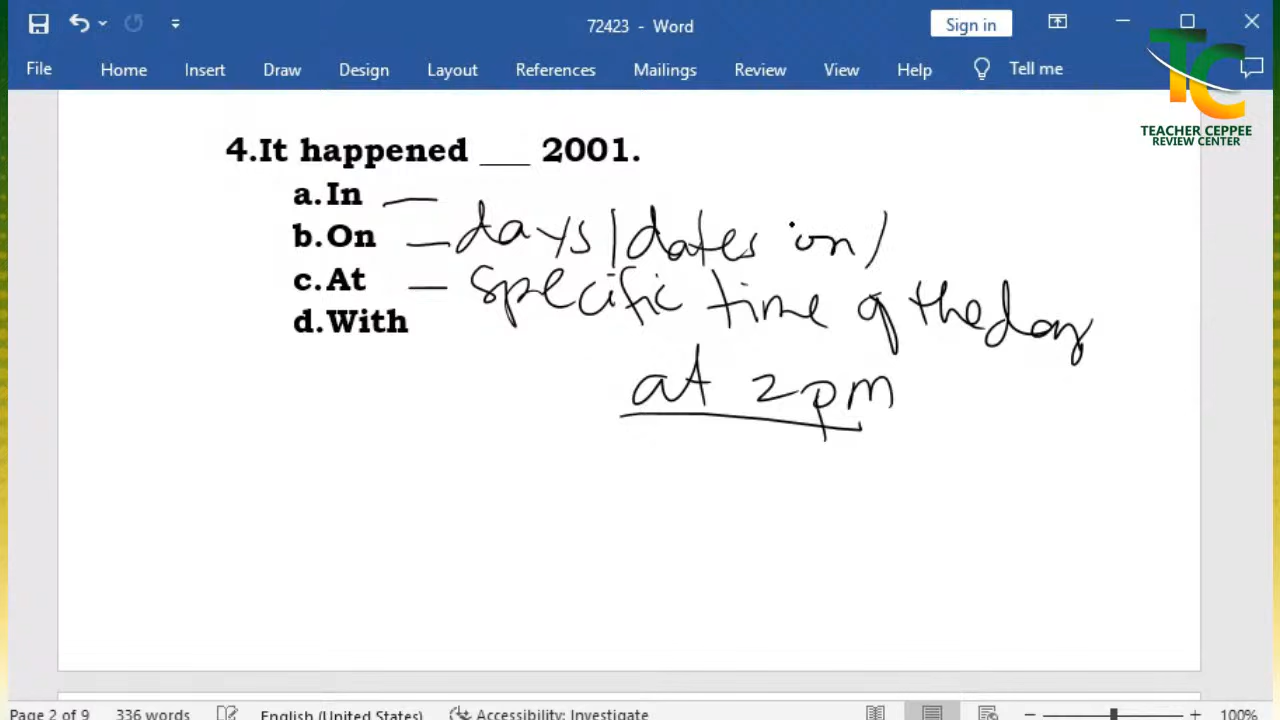 72423 - Word
Sign in
File Home Insert Draw Design Layout References Mailings Review View Help Tell me
TC
TEACHER CEPPEE
REVIEW CENTER
4.It happened ___ 2001.
a.In —
b.On — days/dates on/
c.At — specific time of the day
d.With
at 2pm
Page 2 of 9 336 words English (United States) Accessibility: Investigate 100%